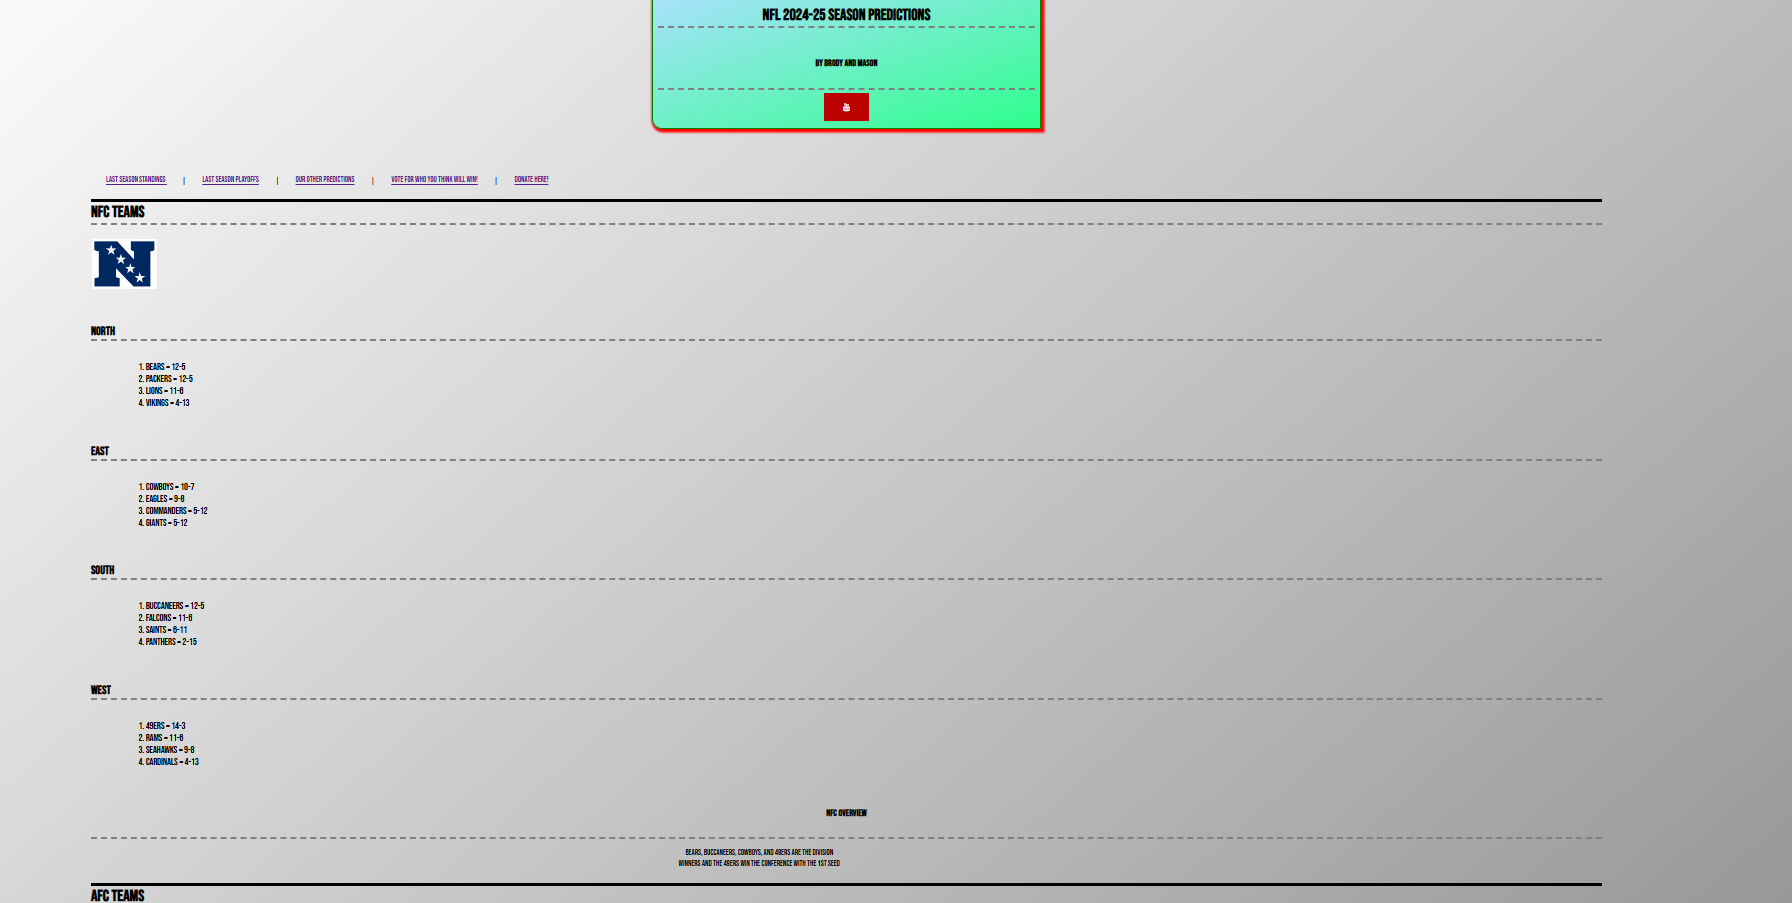 NFL 2024-25 SEASON PREDICTIONS
BY BRODY AND MASON
LAST SEASON STANDINGS | LAST SEASON PLAYOFFS | OUR OTHER PREDICTIONS | VOTE FOR WHO YOU THINK WILL WIN! | DONATE HERE!
NFC TEAMS
NORTH
1. BEARS = 12-5
2. PACKERS = 12-5
3. LIONS = 11-6
4. VIKINGS = 4-13
EAST
1. COWBOYS = 10-7
2. EAGLES = 9-8
3. COMMANDERS = 5-12
4. GIANTS = 5-12
SOUTH
1. BUCCANEERS = 12-5
2. FALCONS = 11-6
3. SAINTS = 6-11
4. PANTHERS = 2-15
WEST
1. 49ERS = 14-3
2. RAMS = 11-6
3. SEAHAWKS = 9-8
4. CARDINALS = 4-13
NFC OVERVIEW
BEARS, BUCCANEERS, COWBOYS, AND 49ERS ARE THE DIVISION
WINNERS AND THE 49ERS WIN THE CONFERENCE WITH THE 1ST SEED
AFC TEAMS